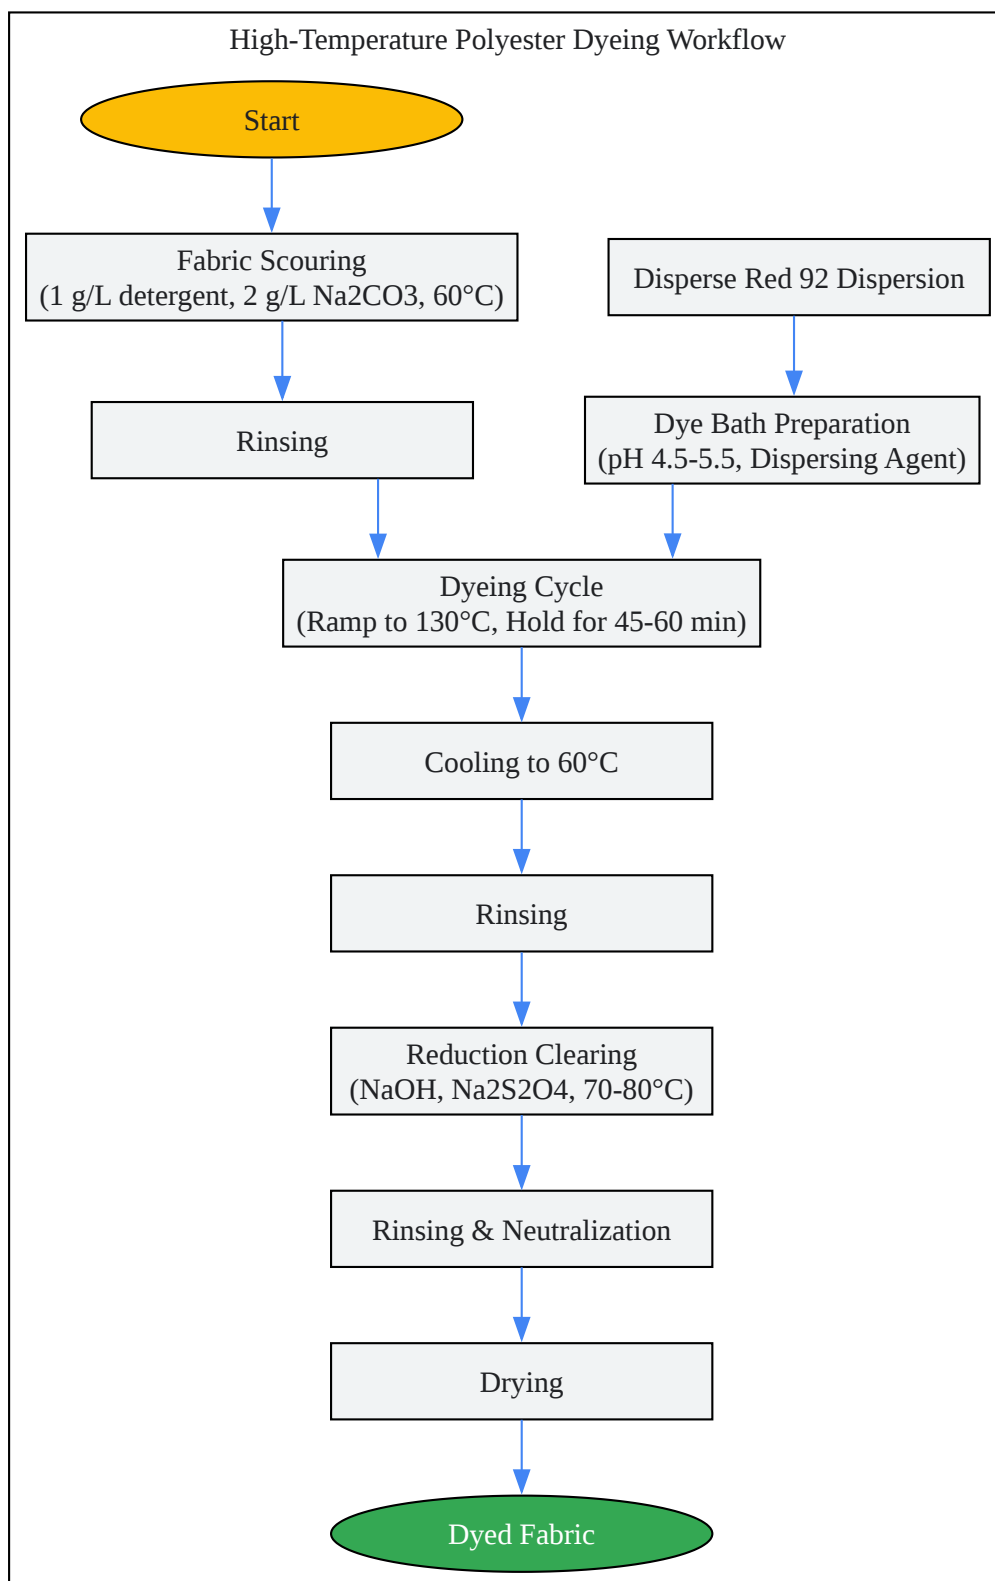 High-Temperature Polyester Dyeing Workflow
Start
Fabric Scouring
(1 g/L detergent, 2 g/L Na2CO3, 60°C)
Disperse Red 92 Dispersion
Rinsing
Dye Bath Preparation
(pH 4.5-5.5, Dispersing Agent)
Dyeing Cycle
(Ramp to 130°C, Hold for 45-60 min)
Cooling to 60°C
Rinsing
Reduction Clearing
(NaOH, Na2S2O4, 70-80°C)
Rinsing & Neutralization
Drying
Dyed Fabric